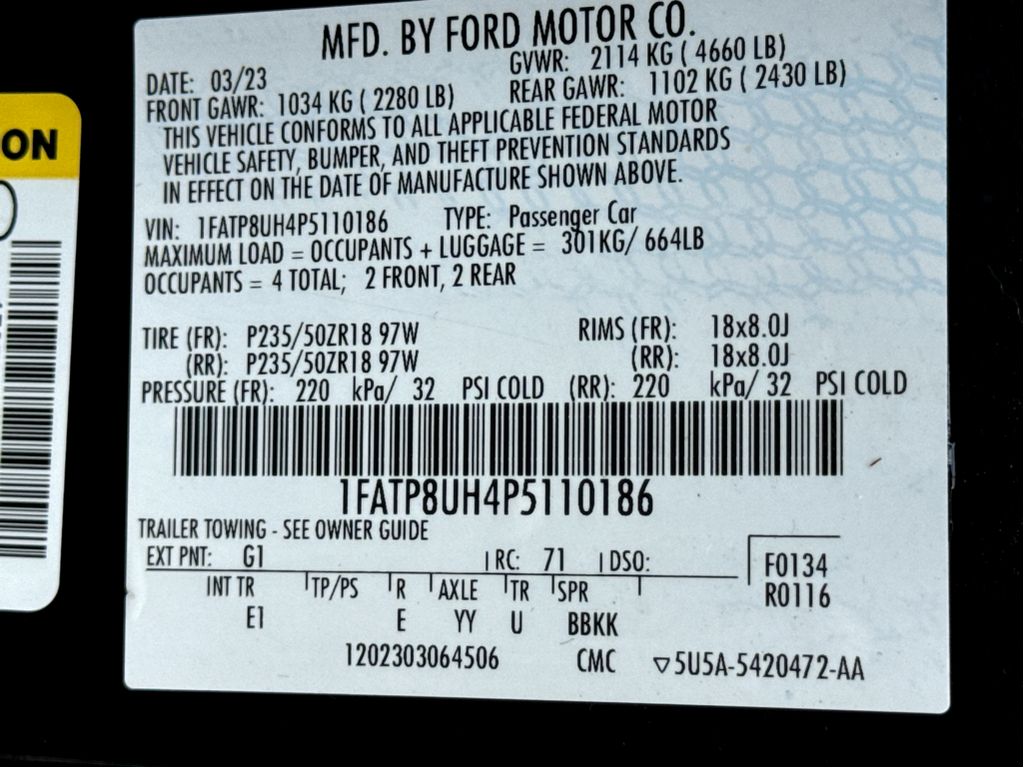 MFD. BY FORD MOTOR CO.
DATE: 03/23 GVWR: 2114 KG ( 4660 LB)
FRONT GAWR: 1034 KG ( 2280 LB) REAR GAWR: 1102 KG ( 2430 LB)
THIS VEHICLE CONFORMS TO ALL APPLICABLE FEDERAL MOTOR
VEHICLE SAFETY, BUMPER, AND THEFT PREVENTION STANDARDS
IN EFFECT ON THE DATE OF MANUFACTURE SHOWN ABOVE.
VIN: 1FATP8UH4P5110186 TYPE: Passenger Car
MAXIMUM LOAD = OCCUPANTS + LUGGAGE = 301KG/ 664LB
OCCUPANTS = 4 TOTAL; 2 FRONT, 2 REAR
TIRE (FR): P235/50ZR18 97W RIMS (FR): 18x8.0J
(RR): P235/50ZR18 97W (RR): 18x8.0J
PRESSURE (FR): 220 kPa/ 32 PSI COLD (RR): 220 kPa/ 32 PSI COLD
1FATP8UH4P5110186
TRAILER TOWING - SEE OWNER GUIDE
EXT PNT: G1 RC: 71 DSO: F0134
INT TR TP/PS R AXLE TR SPR R0116
E1 E YY U BBKK
1202303064506 CMC ▽5U5A-5420472-AA
ON